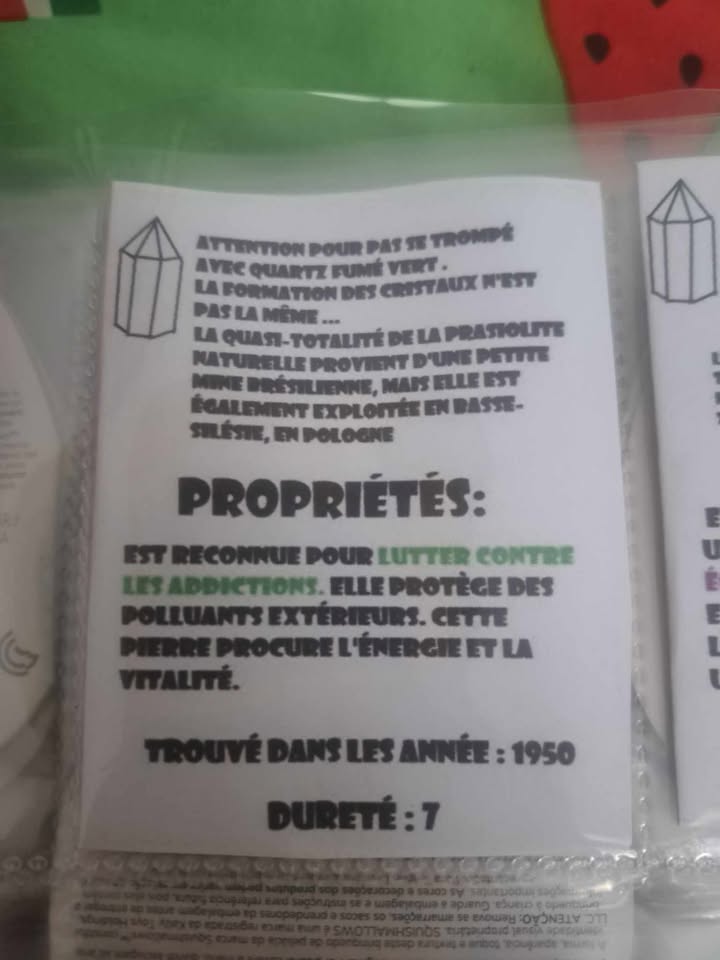 ATTENTION POUR PAS SE TROMPÉ
AVEC QUARTZ FUMÉ VERT .
LA FORMATION DES CRISTAUX N'EST
PAS LA MÊME ...
LA QUASI-TOTALITÉ DE LA PRASIOLITE
NATURELLE PROVIENT D'UNE PETITE
MINE BRÉSILIENNE, MAIS ELLE EST
ÉGALEMENT EXPLOITÉE EN BASSE-
SILÉSIE, EN POLOGNE
PROPRIÉTÉS:
EST RECONNUE POUR LUTTER CONTRE
LES ADDICTIONS. ELLE PROTÈGE DES
POLLUANTS EXTÉRIEURS. CETTE
PIERRE PROCURE L'ÉNERGIE ET LA
VITALITÉ.
TROUVÉ DANS LES ANNÉE : 1950
DURETÉ : 7